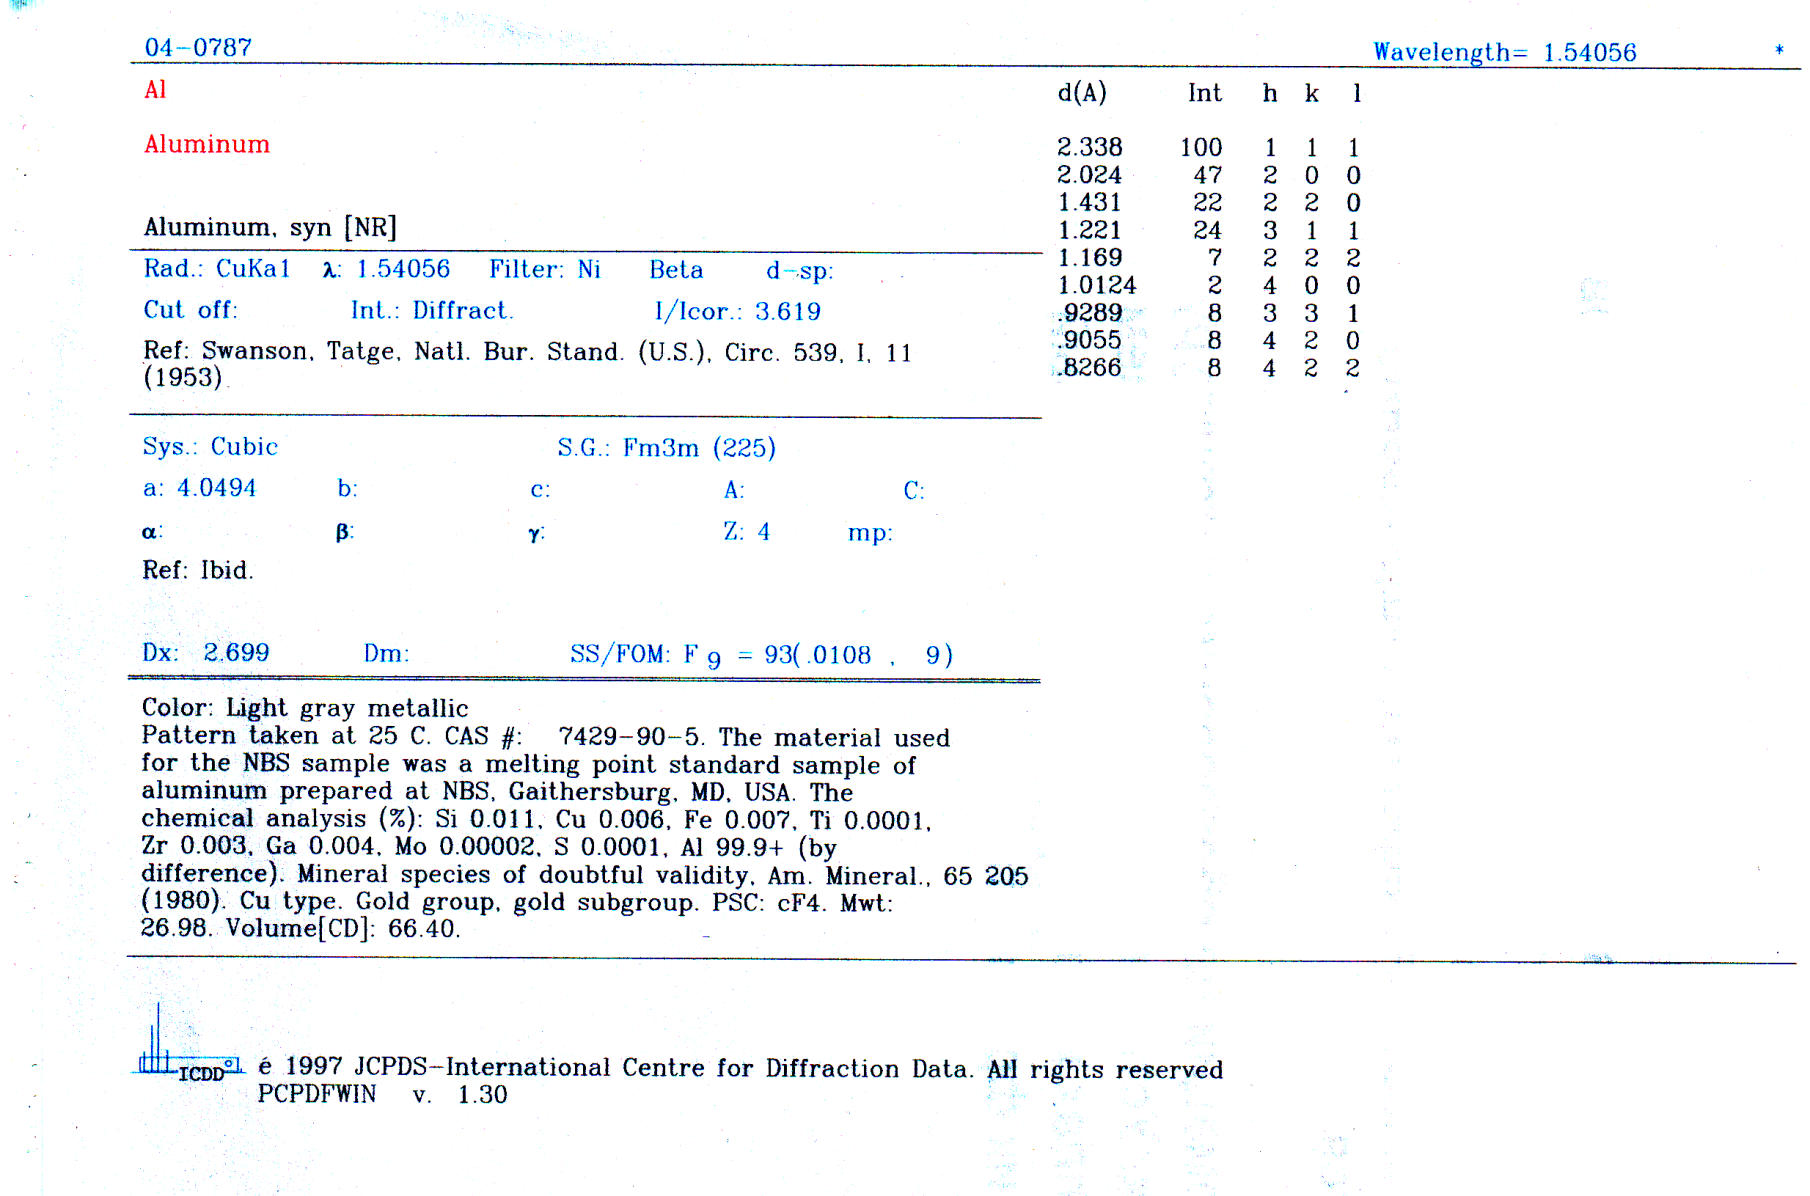 04-0787
Wavelength= 1.54056 *
Al
Aluminum
Aluminum, syn [NR]
Rad.: CuKa1 λ: 1.54056 Filter: Ni Beta d-sp:
Cut off: Int.: Diffract. I/Icor.: 3.619
Ref: Swanson, Tatge, Natl. Bur. Stand. (U.S.), Circ. 539, I, 11
(1953)
Sys.: Cubic S.G.: Fm3m (225)
a: 4.0494 b: c: A: C:
α: β: γ: Z: 4 mp:
Ref: Ibid.
Dx: 2.699 Dm: SS/FOM: F 9 = 93(.0108 , 9)
Color: Light gray metallic
Pattern taken at 25 C. CAS #: 7429-90-5. The material used
for the NBS sample was a melting point standard sample of
aluminum prepared at NBS, Gaithersburg, MD, USA. The
chemical analysis (%): Si 0.011, Cu 0.006, Fe 0.007, Ti 0.0001,
Zr 0.003, Ga 0.004, Mo 0.00002, S 0.0001, Al 99.9+ (by
difference). Mineral species of doubtful validity, Am. Mineral., 65 205
(1980). Cu type. Gold group, gold subgroup. PSC: cF4. Mwt:
26.98. Volume[CD]: 66.40.
d(A) Int h k l
2.338 100 1 1 1
2.024 47 2 0 0
1.431 22 2 2 0
1.221 24 3 1 1
1.169 7 2 2 2
1.0124 2 4 0 0
.9289 8 3 3 1
.9055 8 4 2 0
.8266 8 4 2 2
ICDD
é 1997 JCPDS-International Centre for Diffraction Data. All rights reserved
PCPDFWIN v. 1.30